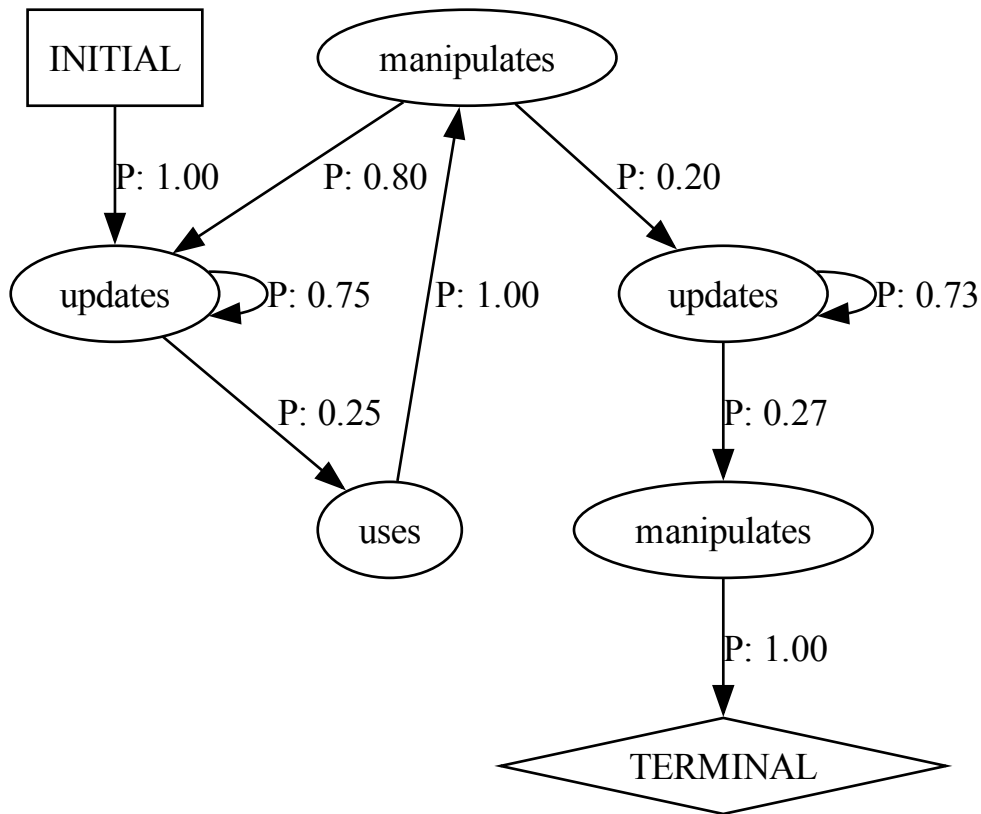 INITIAL
manipulates
P: 1.00
P: 0.80
P: 0.20
updates
P: 0.75
P: 1.00
updates
P: 0.73
P: 0.25
P: 0.27
uses
manipulates
P: 1.00
TERMINAL